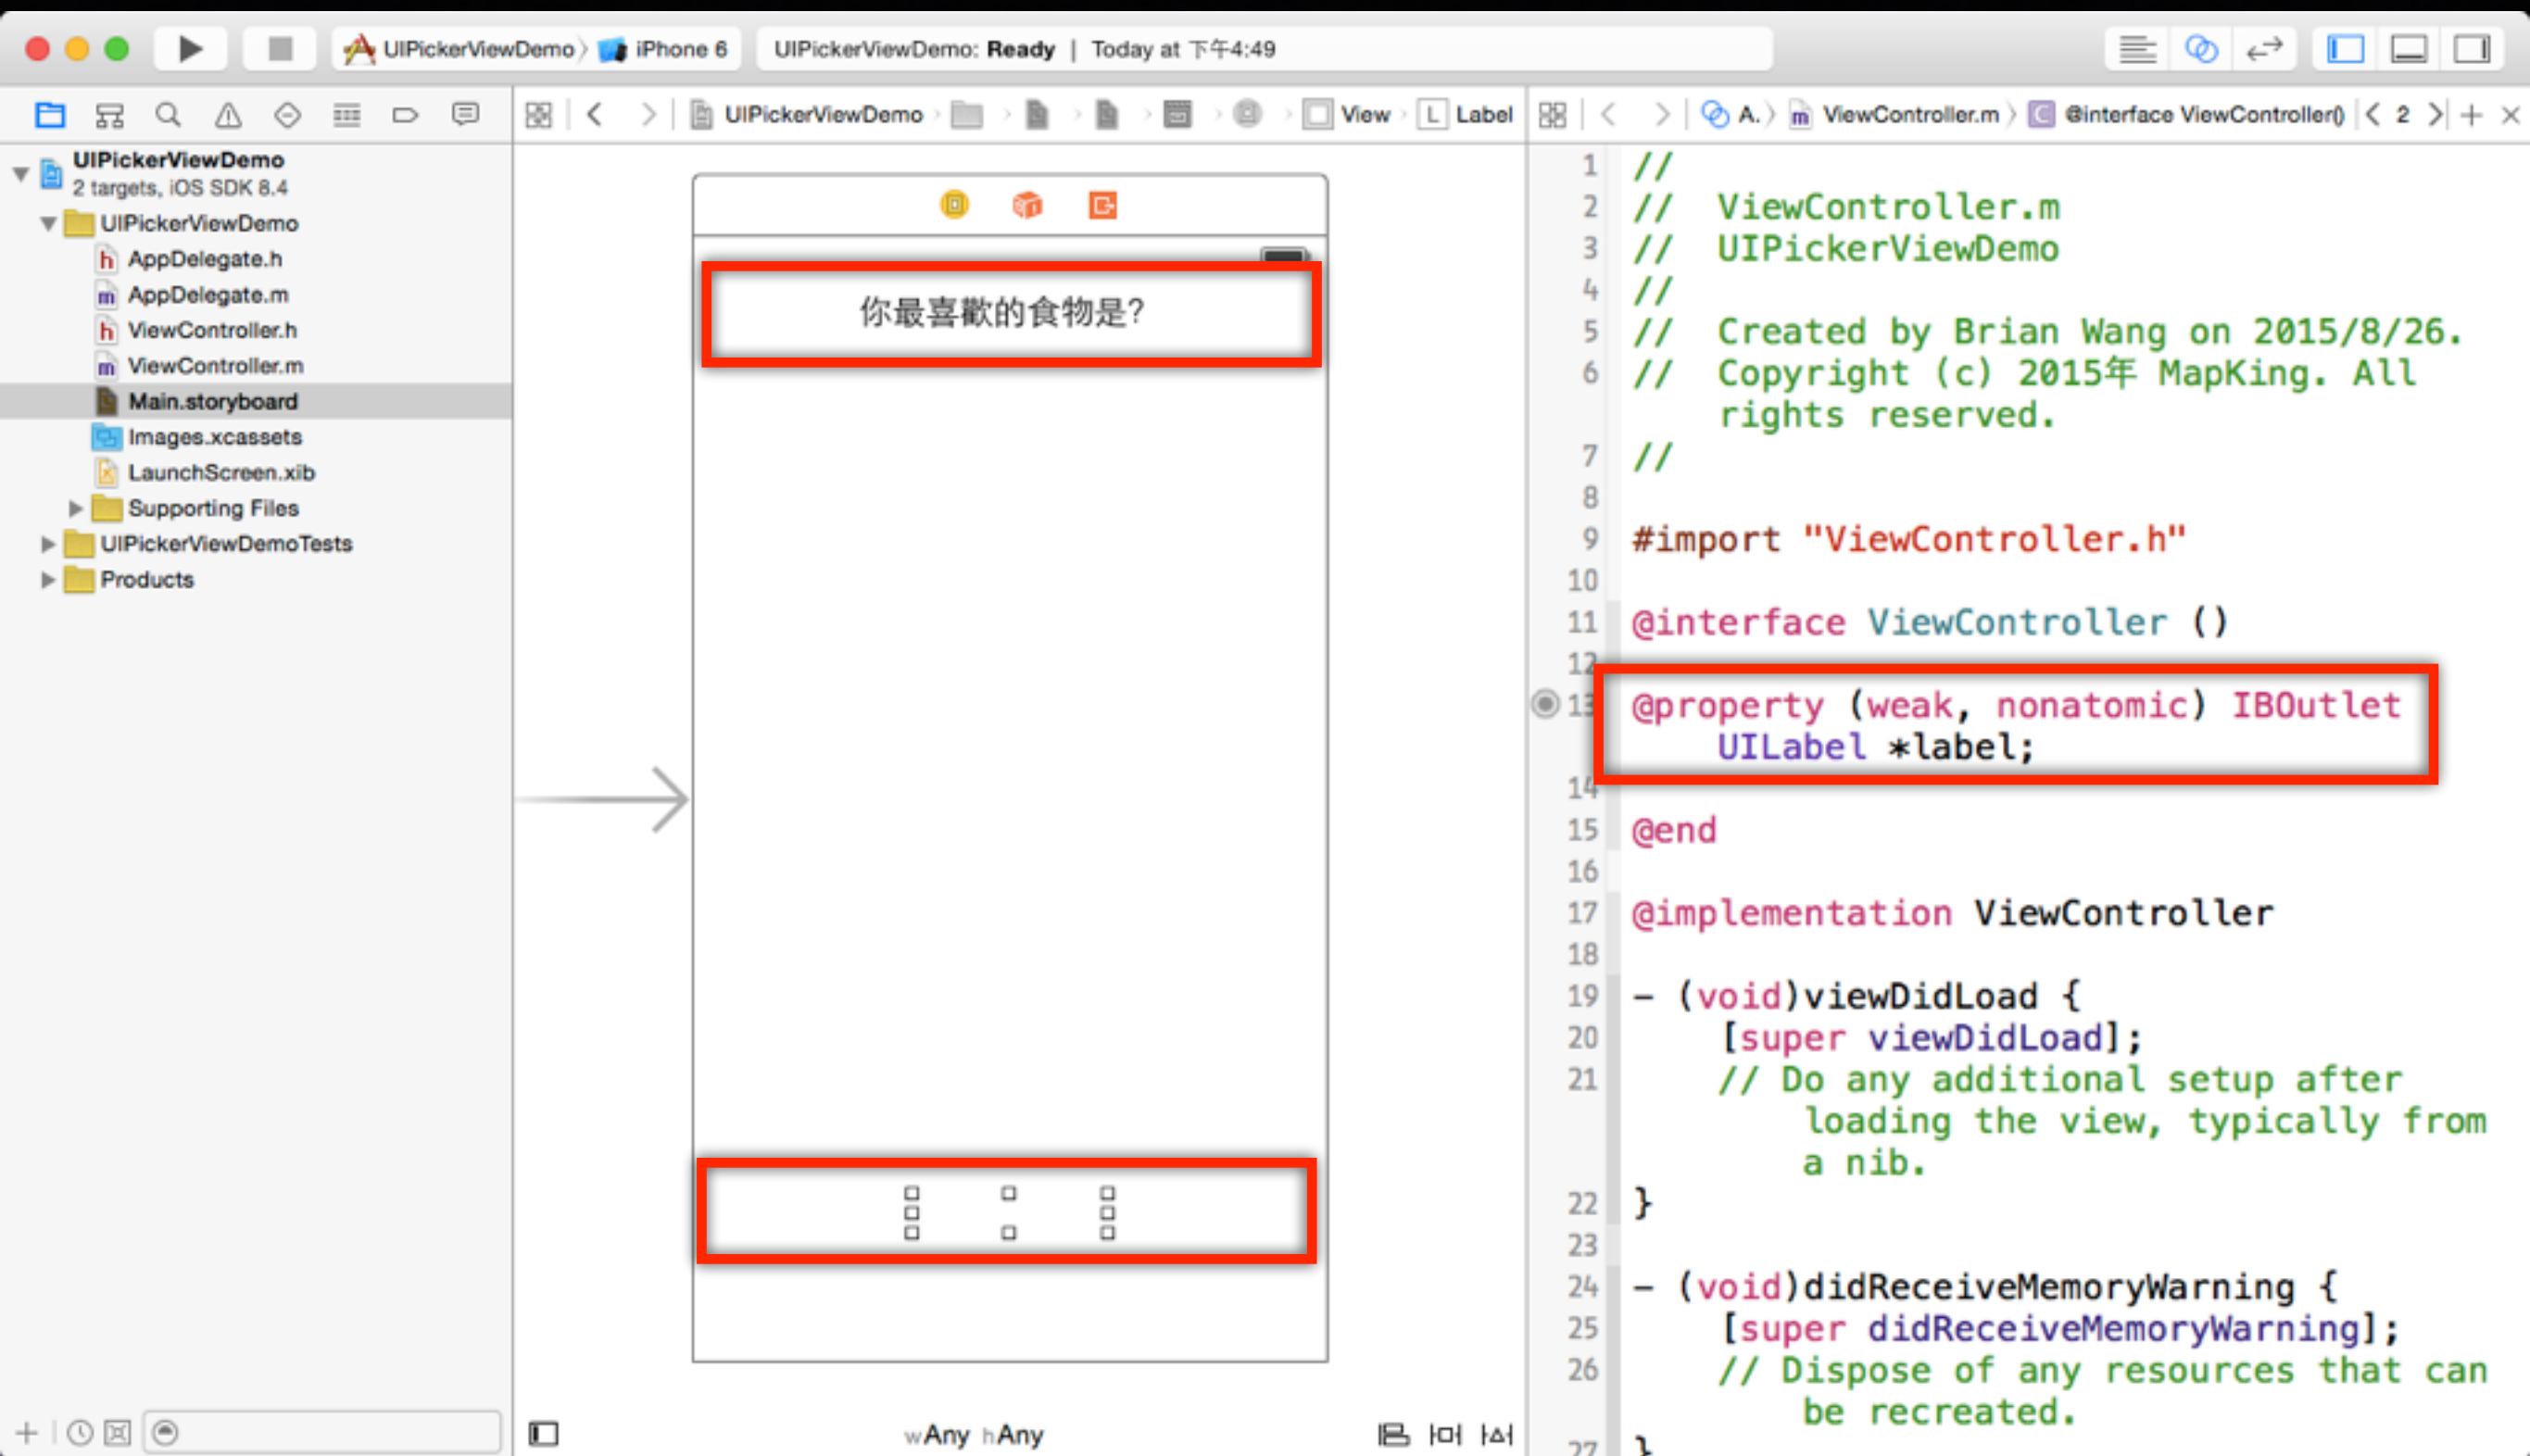 UIPickerViewDemo
iPhone 6
UIPickerViewDemo: Ready | Today at 下午4:49
UIPickerViewDemo
View
L Label
A.
ViewController.m
C @interface ViewController()
2
UIPickerViewDemo
2 targets, iOS SDK 8.4
UIPickerViewDemo
h AppDelegate.h
m AppDelegate.m
h ViewController.h
m ViewController.m
Main.storyboard
Images.xcassets
LaunchScreen.xib
Supporting Files
UIPickerViewDemoTests
Products
你最喜歡的食物是?
wAny hAny
1 //
2 //  ViewController.m
3 //  UIPickerViewDemo
4 //
5 //  Created by Brian Wang on 2015/8/26.
6 //  Copyright (c) 2015年 MapKing. All
rights reserved.
7 //
8
9 #import "ViewController.h"
10
11 @interface ViewController ()
12
13 @property (weak, nonatomic) IBOutlet
UILabel *label;
14
15 @end
16
17 @implementation ViewController
18
19 - (void)viewDidLoad {
20 [super viewDidLoad];
21 // Do any additional setup after
loading the view, typically from
a nib.
22 }
23
24 - (void)didReceiveMemoryWarning {
25 [super didReceiveMemoryWarning];
26 // Dispose of any resources that can
be recreated.
27 }